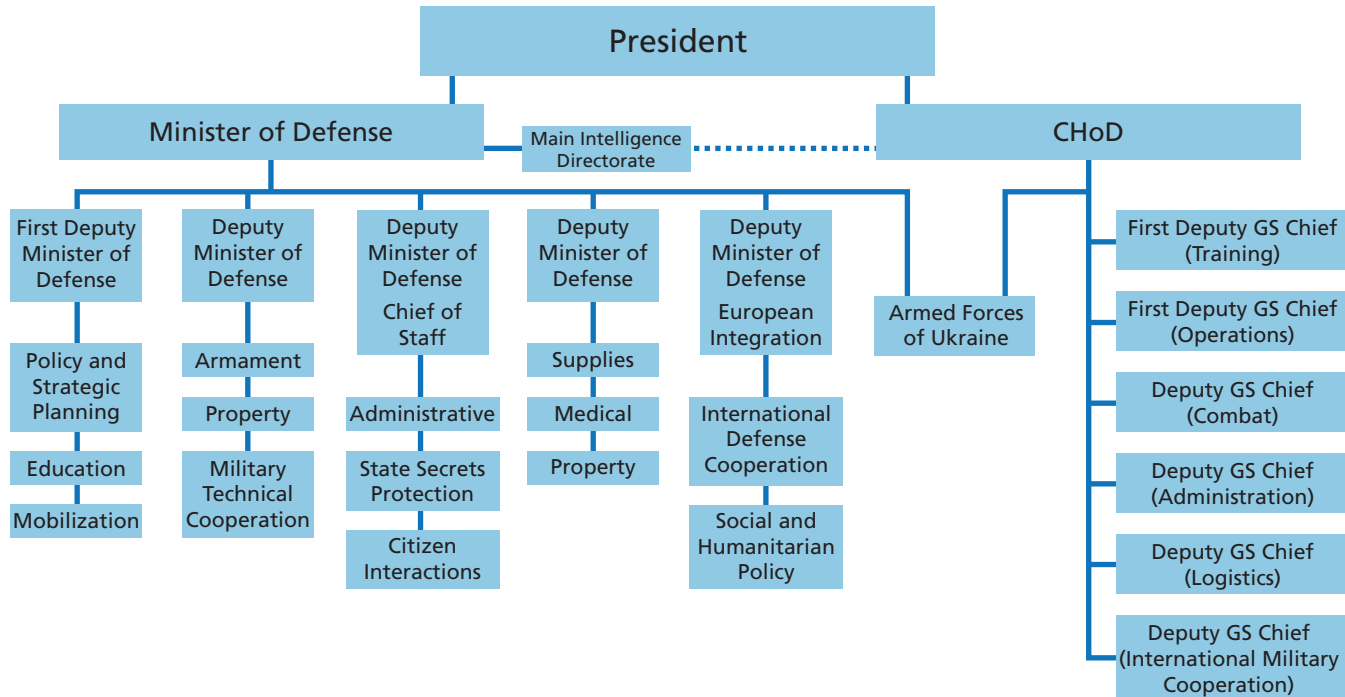 President
Minister of Defense
Main Intelligence
Directorate
CHoD
First Deputy
Minister of
Defense
Policy and
Strategic
Planning
Education
Mobilization
Deputy
Minister of
Defense
Armament
Property
Military
Technical
Cooperation
Deputy
Minister of
Defense
Chief of
Staff
Administrative
State Secrets
Protection
Citizen
Interactions
Deputy
Minister of
Defense
Supplies
Medical
Property
Deputy
Minister of
Defense
European
Integration
International
Defense
Cooperation
Social and
Humanitarian
Policy
Armed Forces
of Ukraine
First Deputy GS Chief
(Training)
First Deputy GS Chief
(Operations)
Deputy GS Chief
(Combat)
Deputy GS Chief
(Administration)
Deputy GS Chief
(Logistics)
Deputy GS Chief
(International Military
Cooperation)